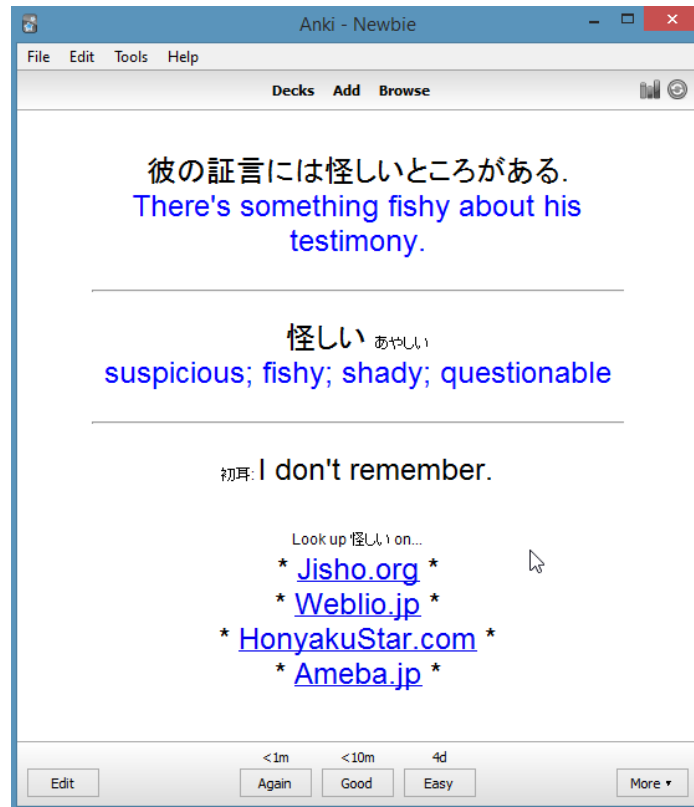 Anki - Newbie
File Edit Tools Help
Decks Add Browse
彼の証言には怪しいところがある.
There's something fishy about his
testimony.
怪しい あやしい
suspicious; fishy; shady; questionable
初耳: I don't remember.
Look up 怪しい on...
* Jisho.org *
* Weblio.jp *
* HonyakuStar.com *
* Ameba.jp *
<1m <10m 4d
Edit Again Good Easy More ▾